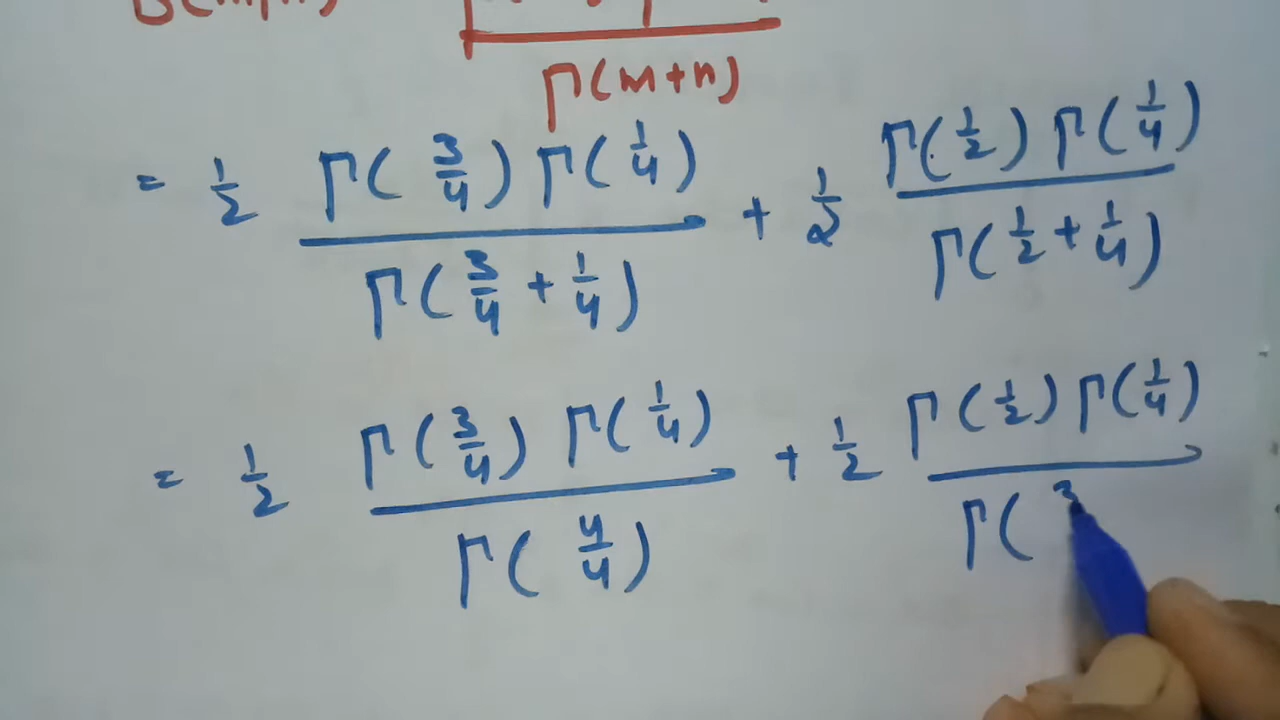 Γ(m+n)
= 1/2 Γ(3/4) Γ(1/4) / Γ(3/4 + 1/4) + 1/2 Γ(1/2) Γ(1/4) / Γ(1/2 + 1/4)
= 1/2 Γ(3/4) Γ(1/4) / Γ(4/4) + 1/2 Γ(1/2) Γ(1/4) / Γ( 3